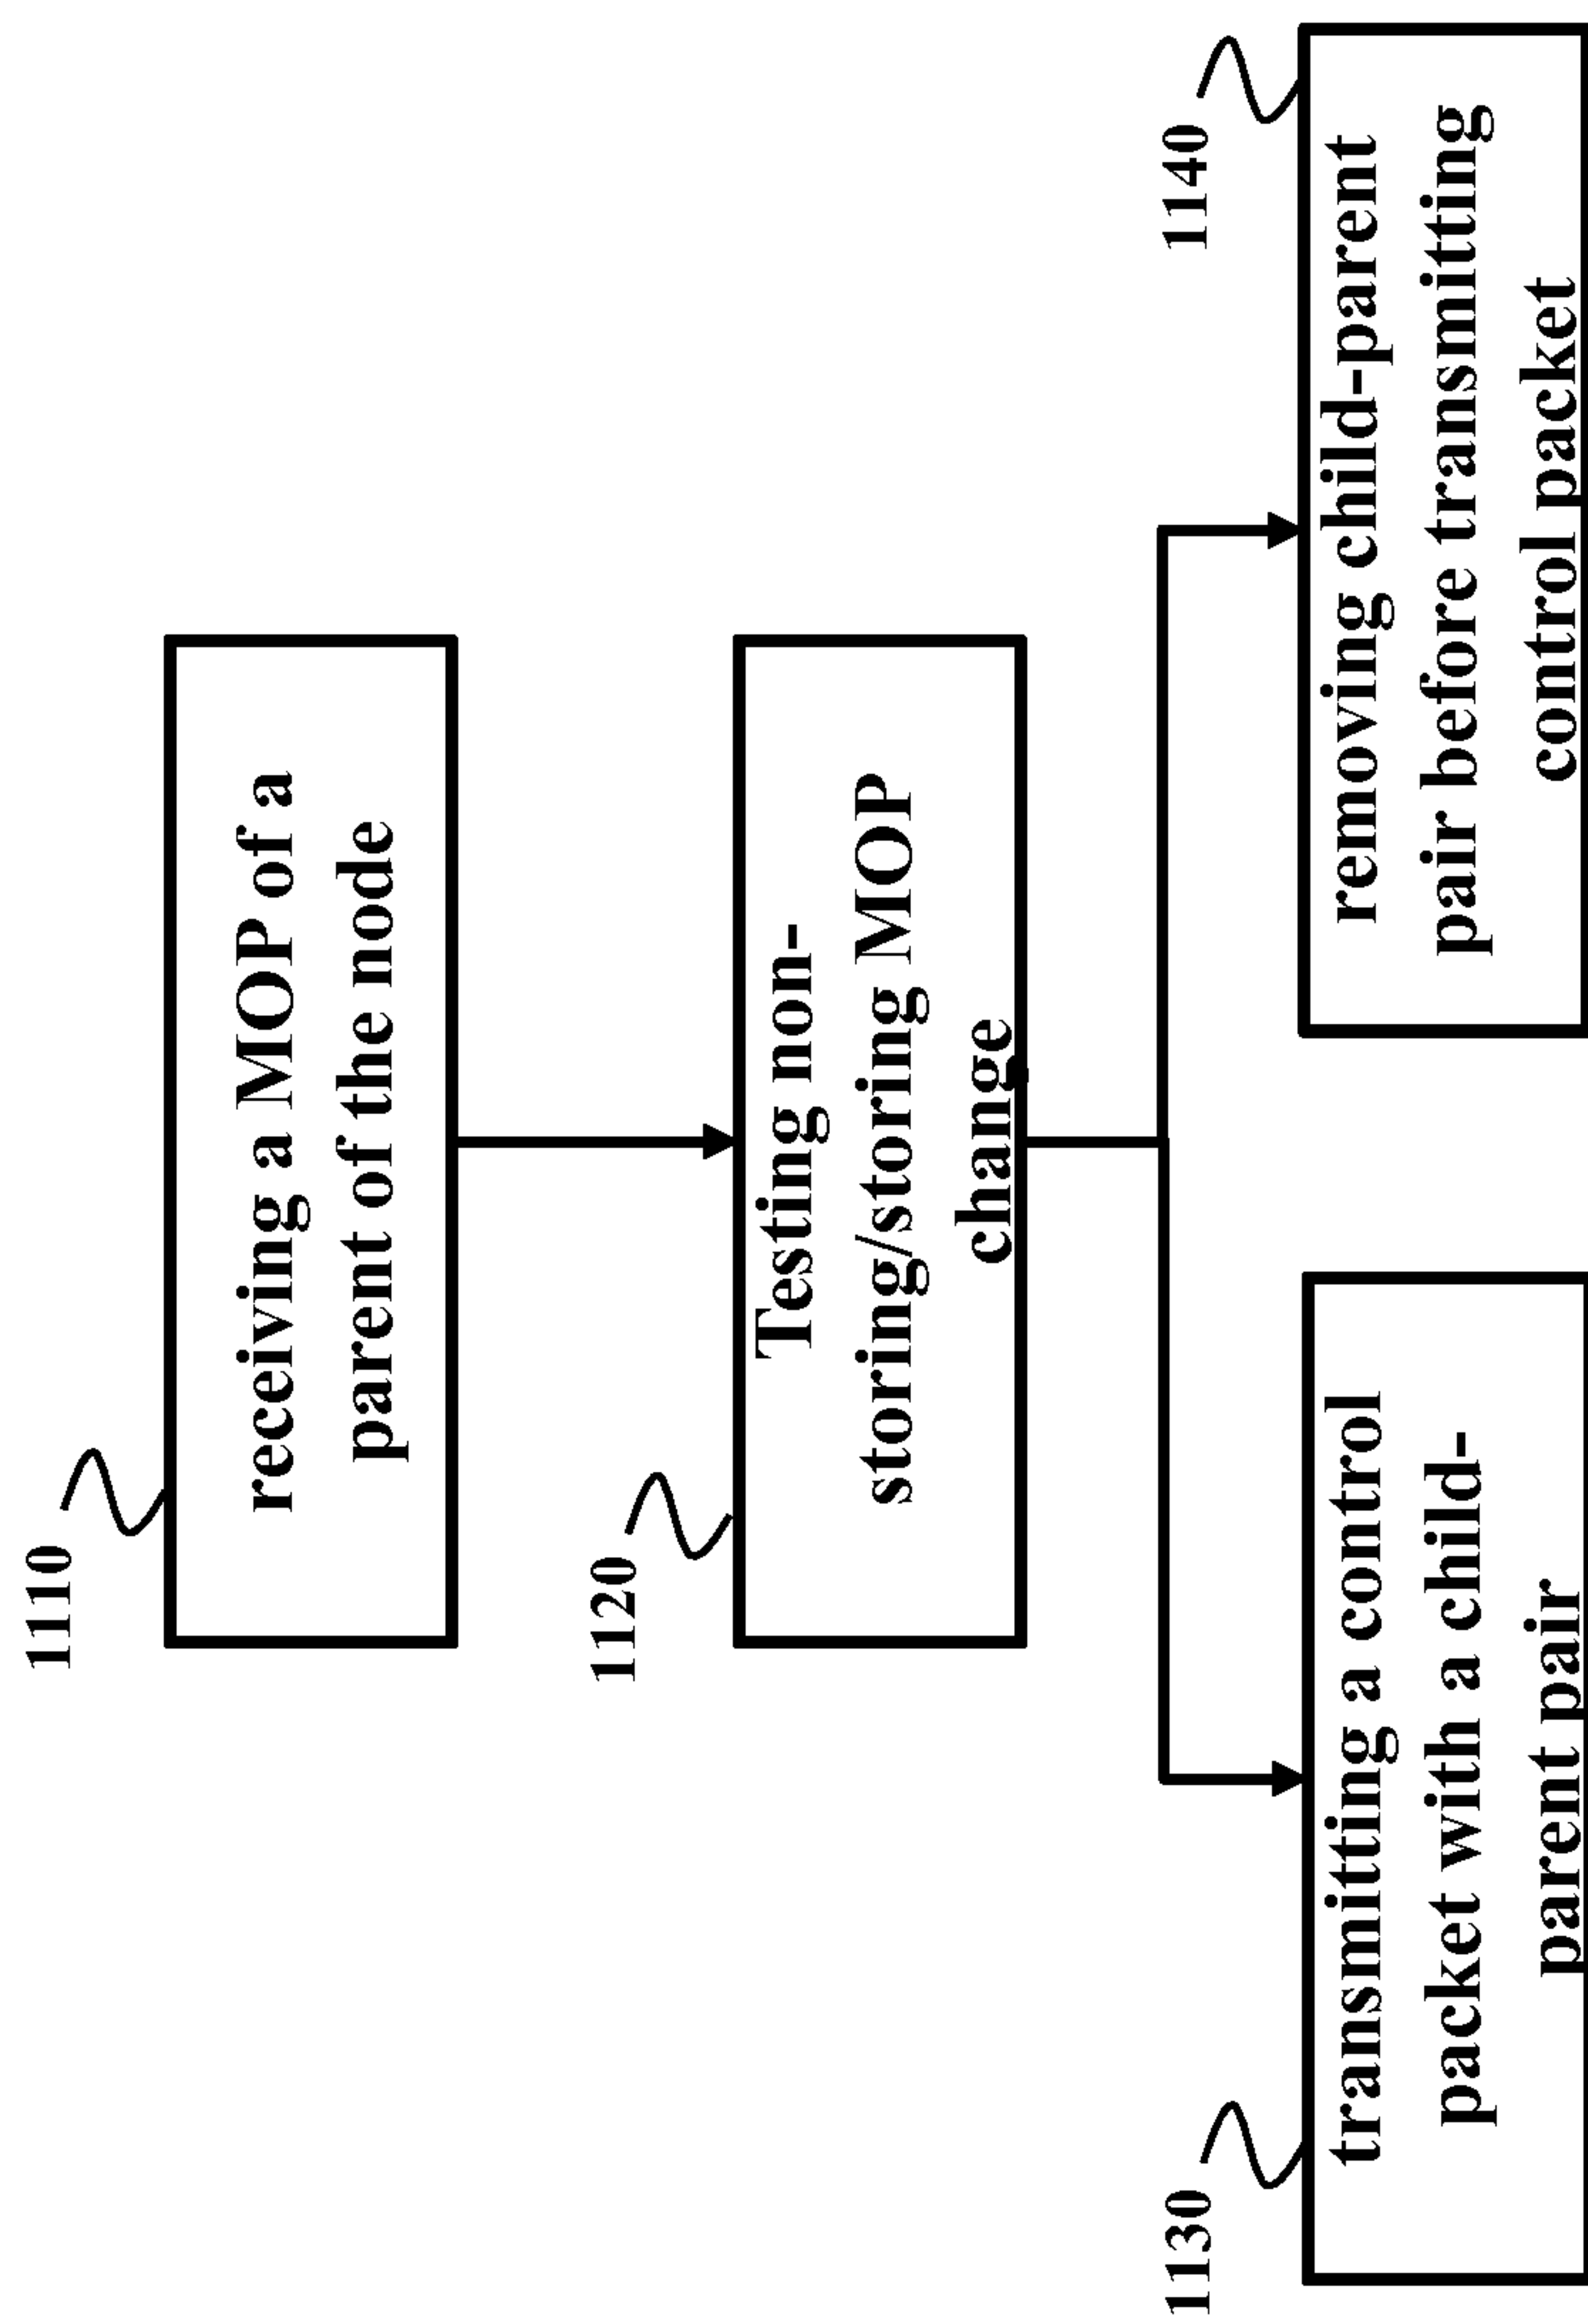 1110
receiving a MOP of a
parent of the node
1120
Testing non-
storing/storing MOP
change
1130
transmitting a control
packet with a child-
parent pair
1140
removing child-parent
pair before transmitting
control packet